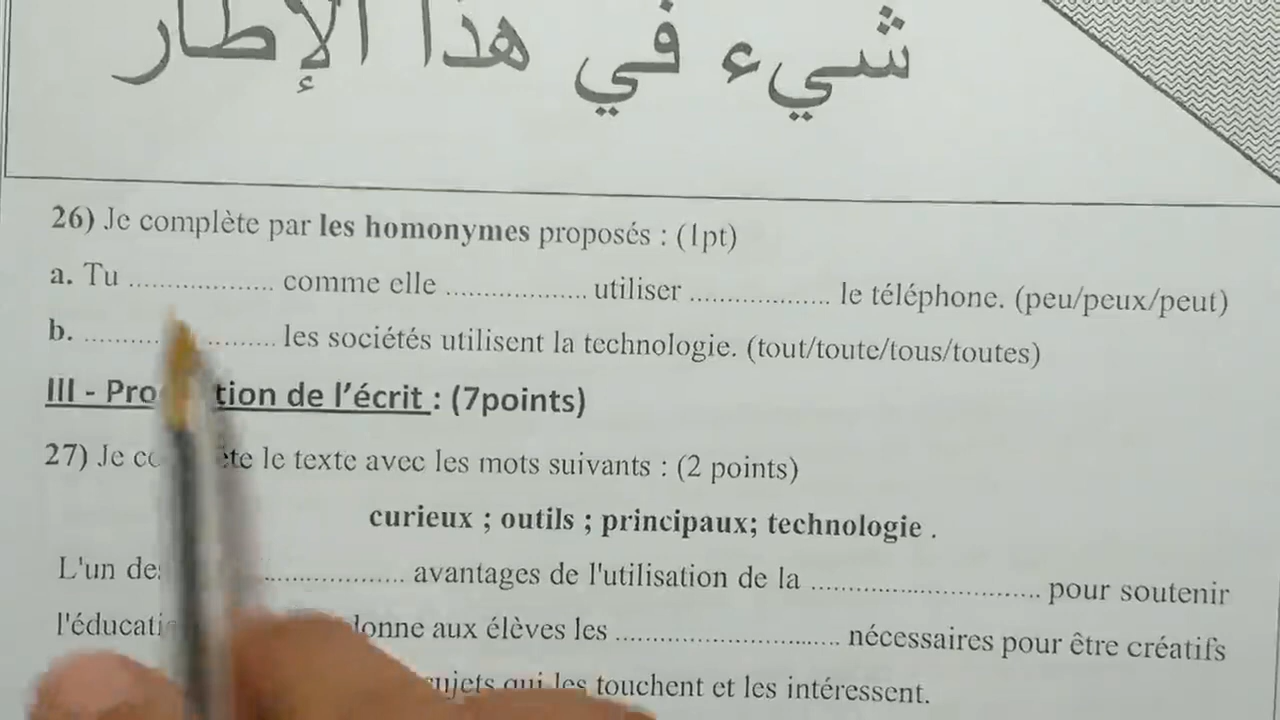 شيء في هذا الإطار
26) Je complète par les homonymes proposés : (1pt)
a. Tu .................... comme elle .................... utiliser .................... le téléphone. (peu/peux/peut)
b. ............ .......... les sociétés utilisent la technologie. (tout/toute/tous/toutes)
III - Pro tion de l'écrit : (7points)
27) Je co te le texte avec les mots suivants : (2 points)
curieux ; outils ; principaux; technologie .
L'un de .................... avantages de l'utilisation de la ................................ pour soutenir
l'éducati donne aux élèves les ................................ nécessaires pour être créatifs
ujets qui les touchent et les intéressent.